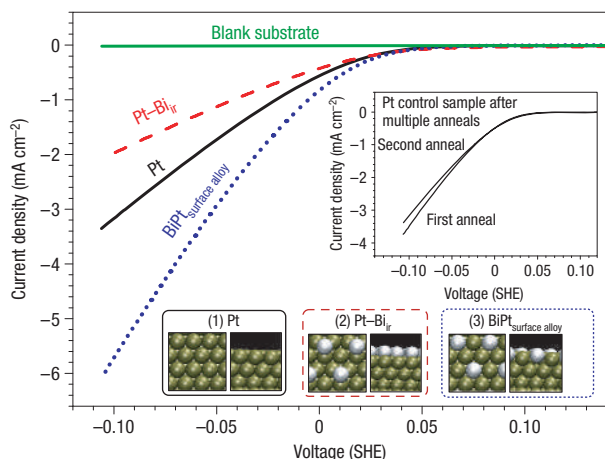 Blank substrate
Pt–Bi_ir
Pt
BiPt_surface alloy
Current density (mA cm⁻²)
0
−1
−2
−3
−4
−5
−6
−0.10
−0.05
0
0.05
0.10
Voltage (SHE)
Pt control sample after
multiple anneals
Second anneal
First anneal
Current density (mA cm⁻²)
1
0
−1
−2
−3
−4
−0.10
−0.05
0.00
0.05
0.10
Voltage (SHE)
(1) Pt
(2) Pt–Bi_ir
(3) BiPt_surface alloy